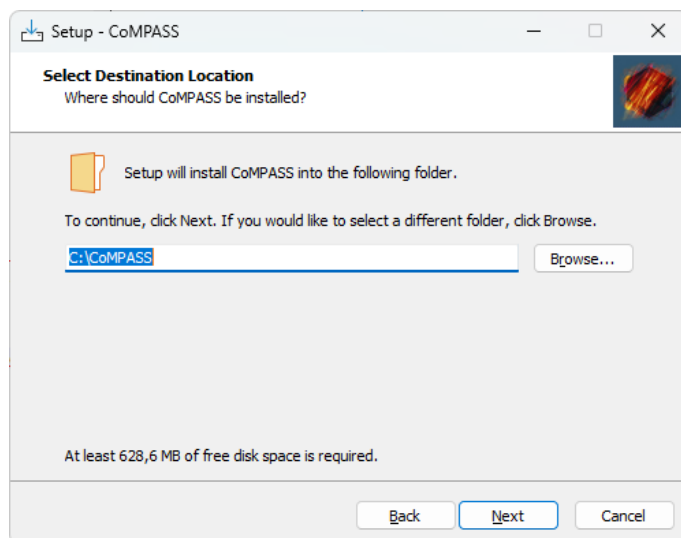 Setup - CoMPASS
Select Destination Location
Where should CoMPASS be installed?
Setup will install CoMPASS into the following folder.
To continue, click Next. If you would like to select a different folder, click Browse.
C:\CoMPASS
Browse...
At least 628,6 MB of free disk space is required.
Back
Next
Cancel